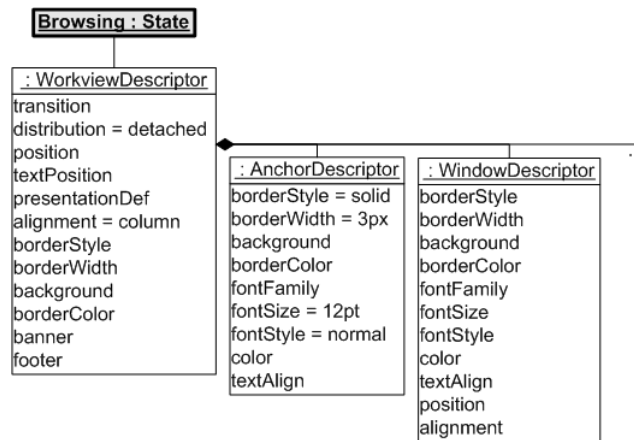 Browsing : State
: WorkviewDescriptor
transition
distribution = detached
position
textPosition
presentationDef
alignment = column
borderStyle
borderWidth
background
borderColor
banner
footer
: AnchorDescriptor
borderStyle = solid
borderWidth = 3px
background
borderColor
fontFamily
fontSize = 12pt
fontStyle = normal
color
textAlign
: WindowDescriptor
borderStyle
borderWidth
background
borderColor
fontFamily
fontSize
fontStyle
color
textAlign
position
alignment